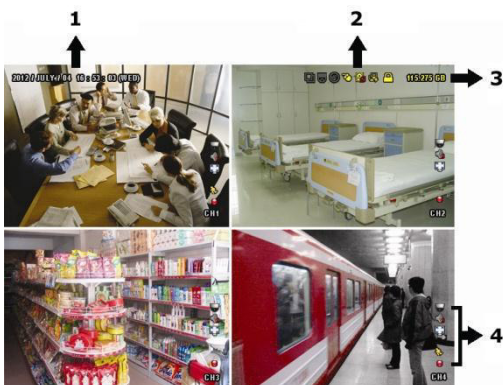 1
2
2012 / JULY / 04 16 : 53 : 03 (WED)
115.275 GB
3
CH1
CH2
4
CH3
CH4